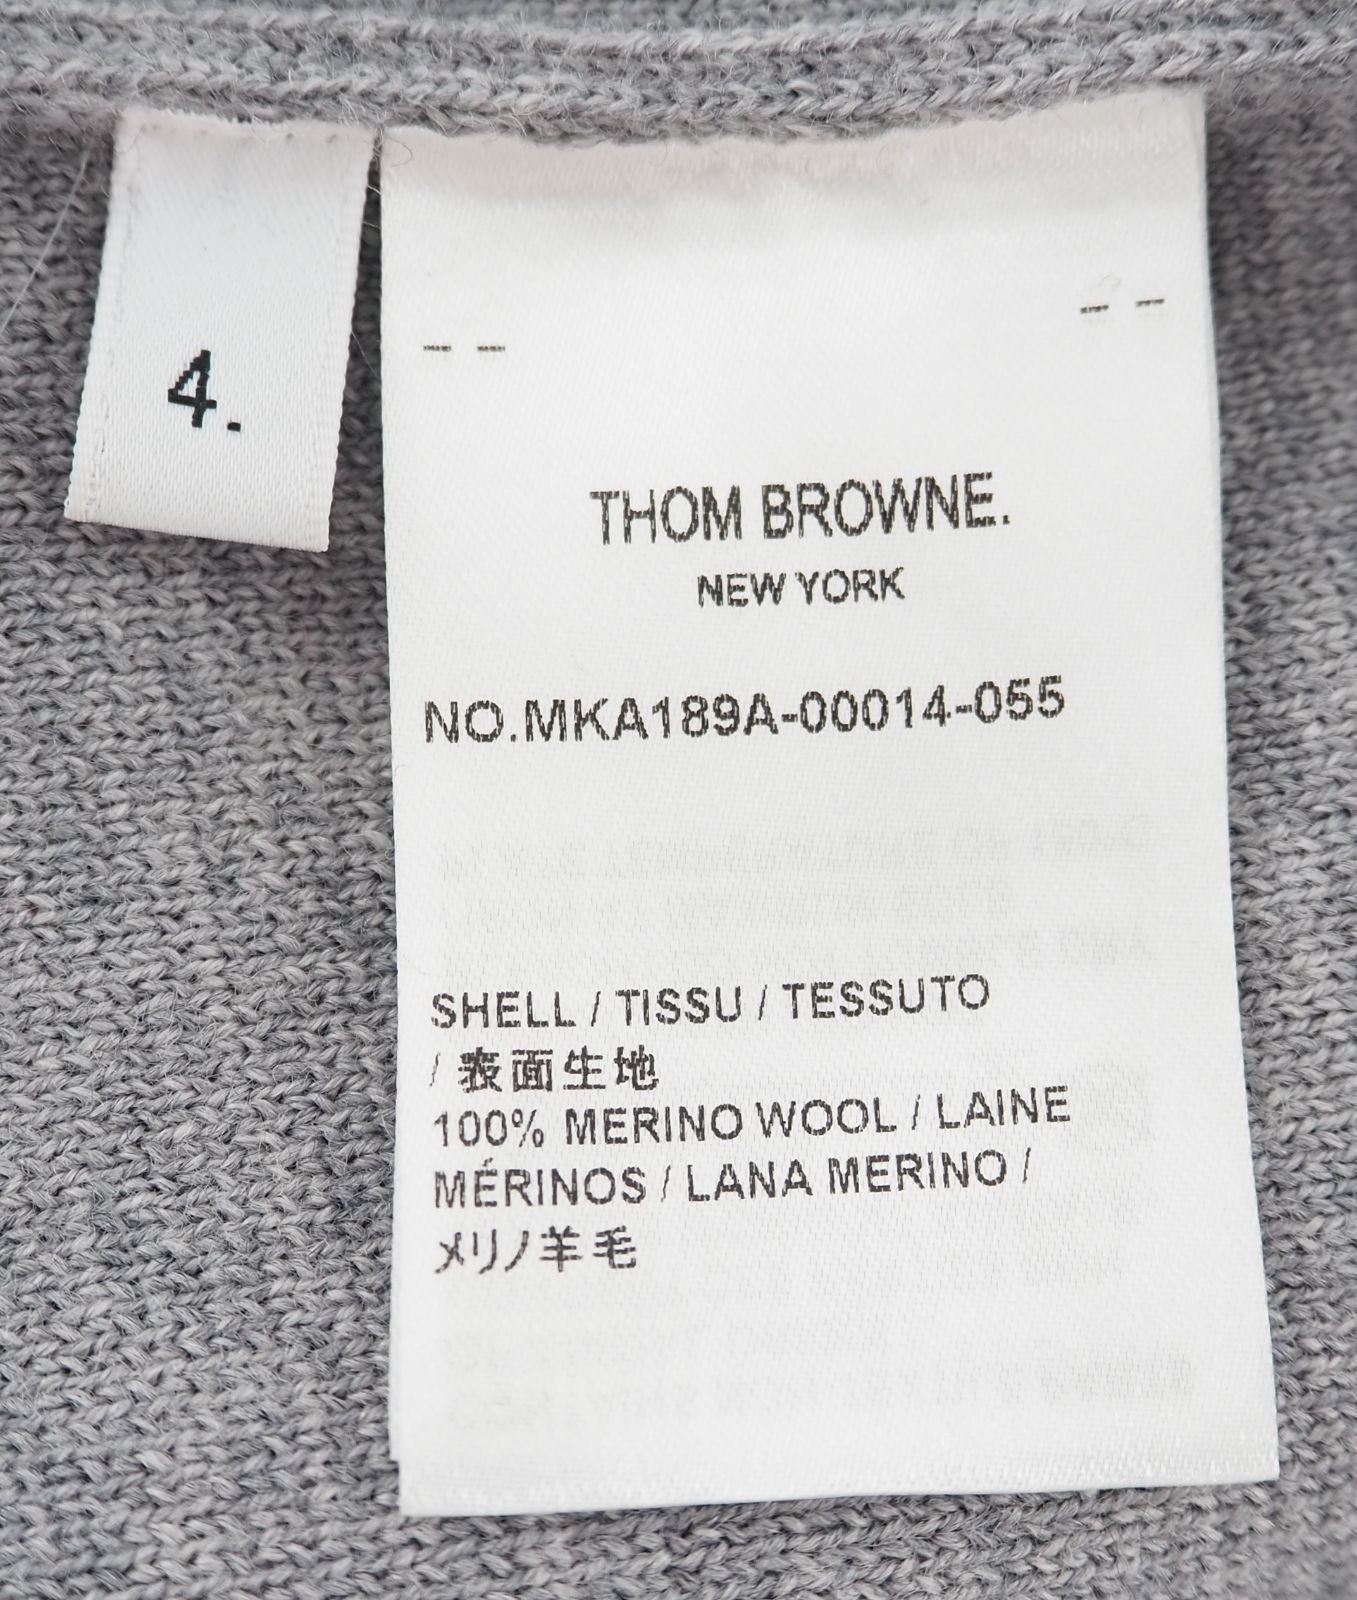 4.
THOM BROWNE.
NEW YORK
NO.MKA189A-00014-055
SHELL / TISSU / TESSUTO
/ 表面生地
100% MERINO WOOL / LAINE
MÉRINOS / LANA MERINO /
メリノ羊毛